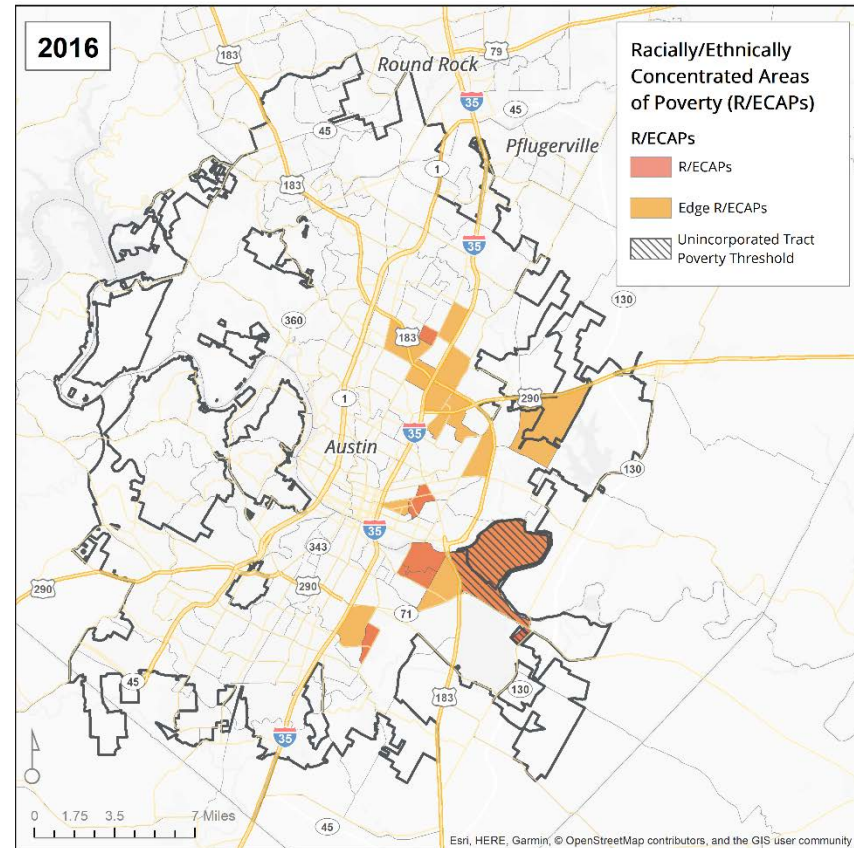 2016
Racially/Ethnically
Concentrated Areas
of Poverty (R/ECAPs)
R/ECAPs
R/ECAPs
Edge R/ECAPs
Unincorporated Tract
Poverty Threshold
183
79
Round Rock
35
45
45
Pflugerville
1
183
35
130
360
183
290
1
35
Austin
130
35
343
290
290
71
45
183
130
35
0 1.75 3.5 7 Miles
45
Esri, HERE, Garmin, © OpenStreetMap contributors, and the GIS user community